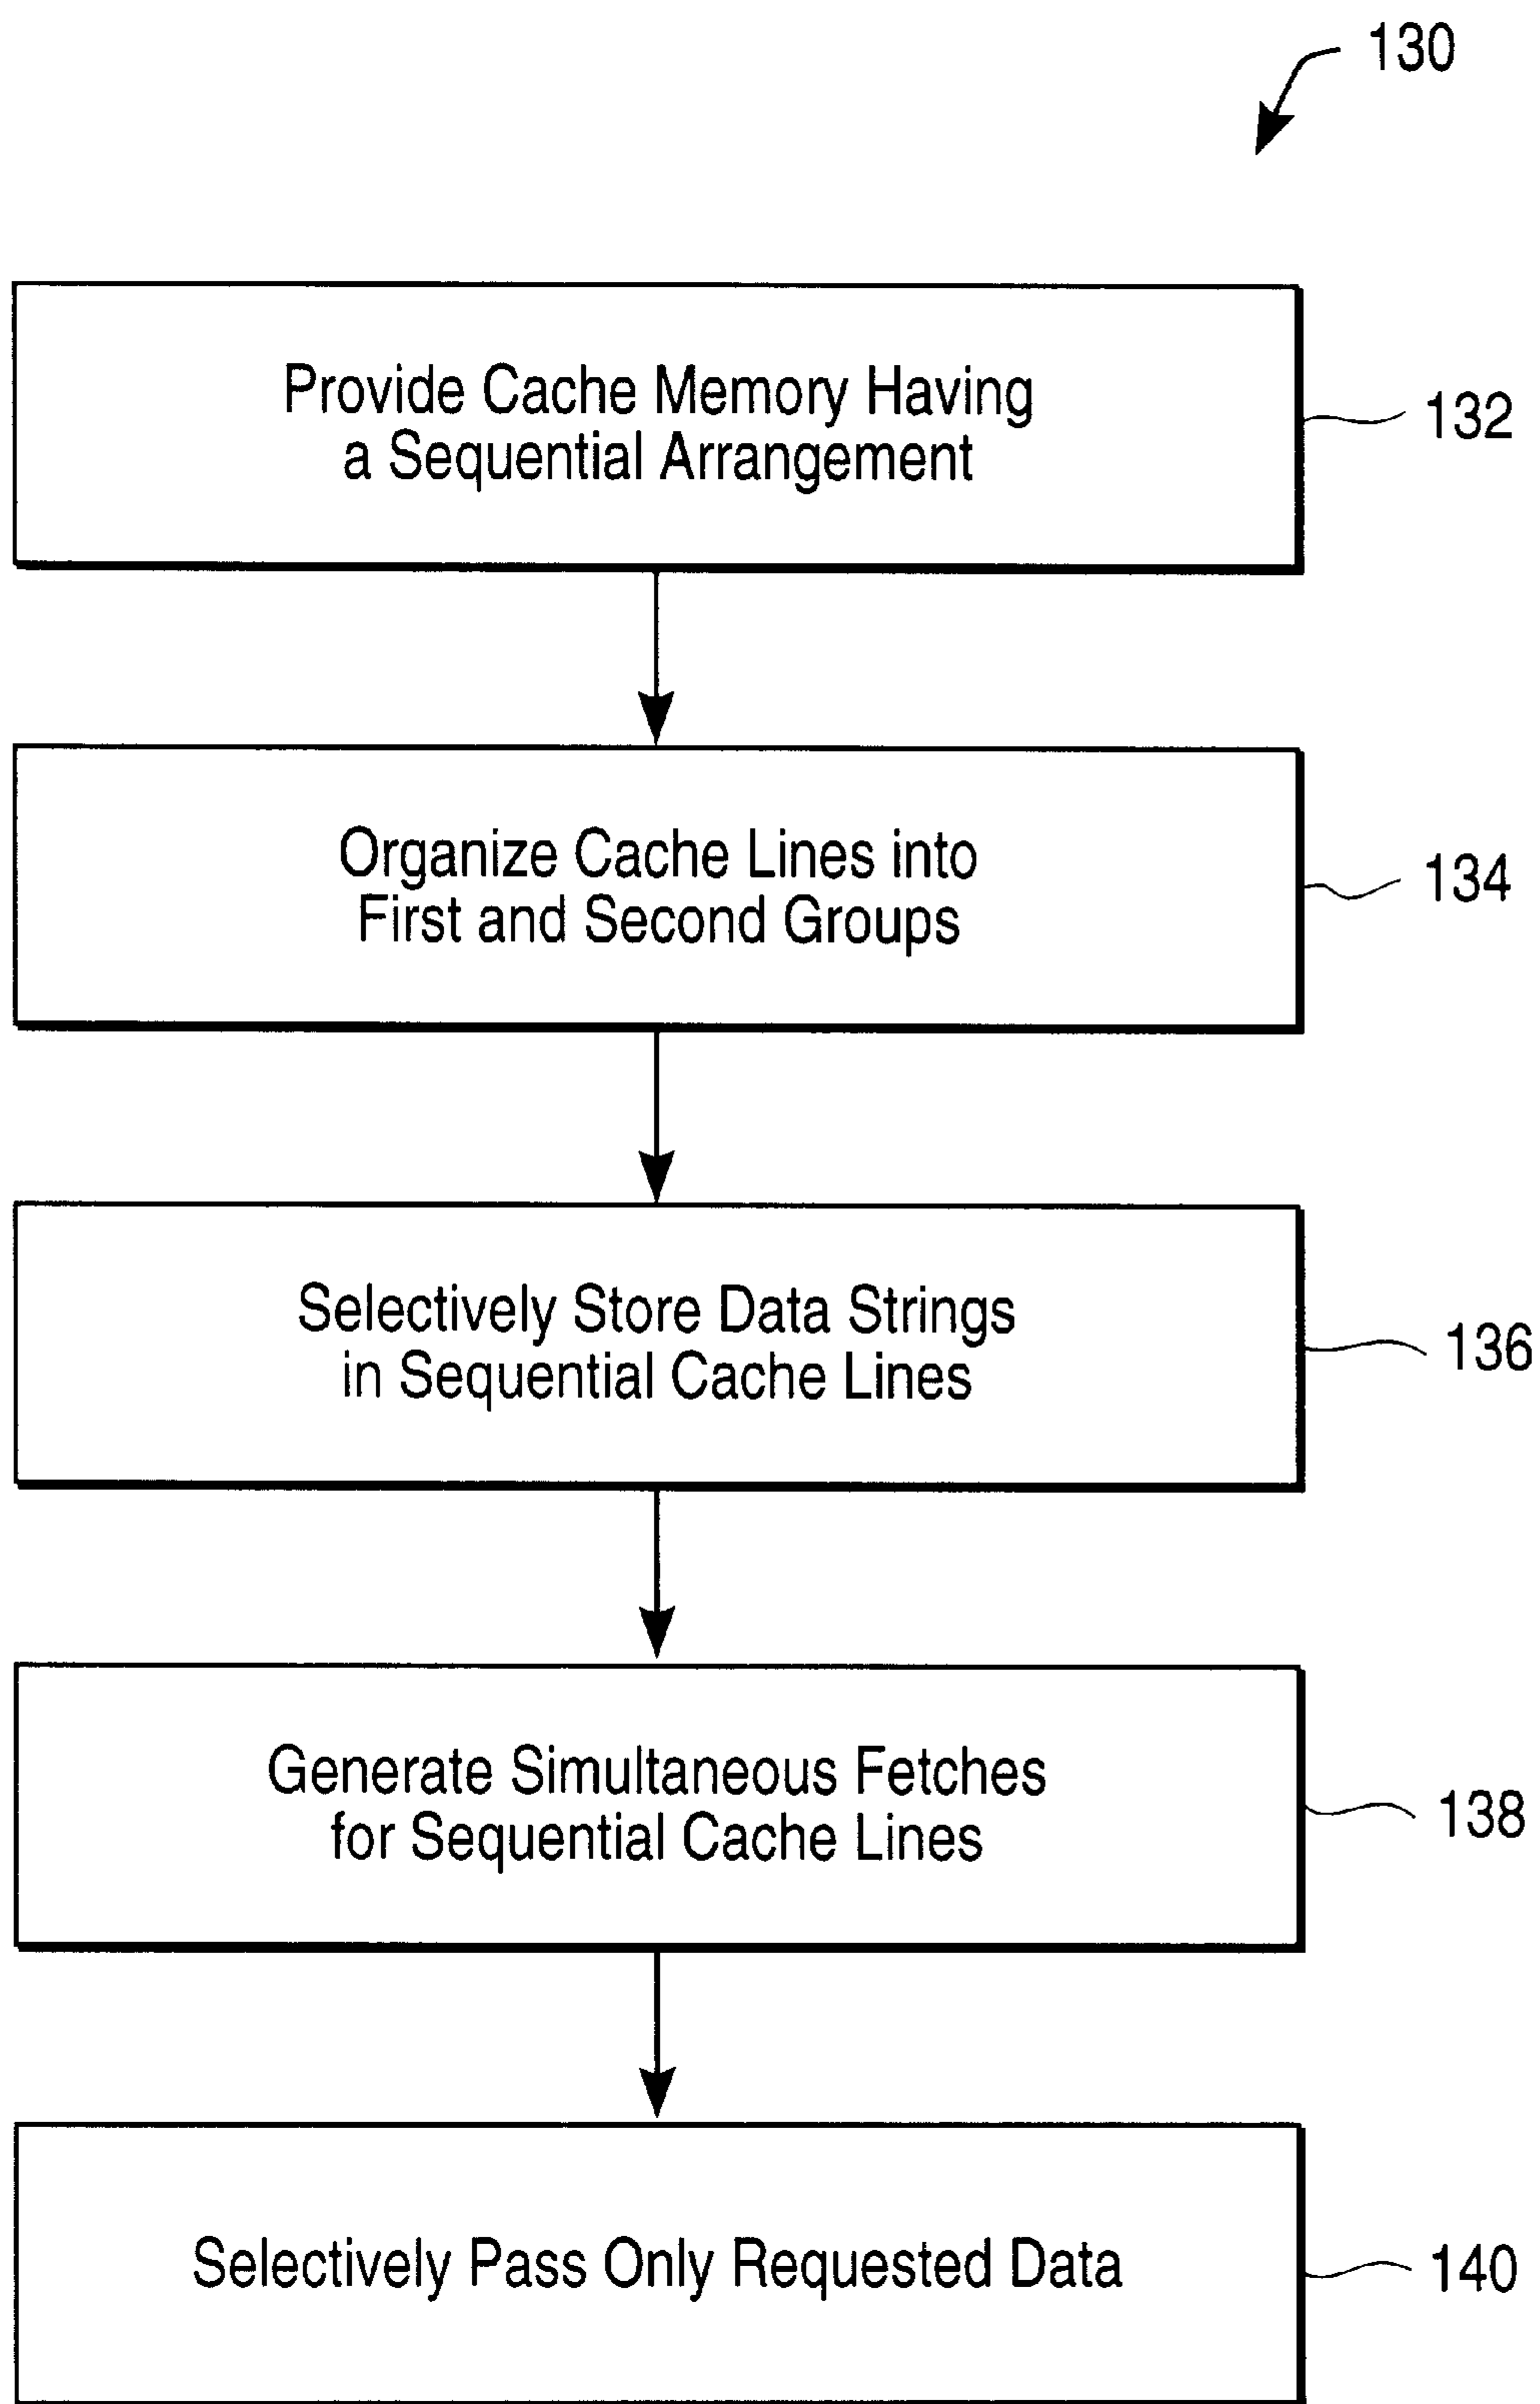 130
Provide Cache Memory Having
a Sequential Arrangement
132
Organize Cache Lines into
First and Second Groups
134
Selectively Store Data Strings
in Sequential Cache Lines
136
Generate Simultaneous Fetches
for Sequential Cache Lines
138
Selectively Pass Only Requested Data
140